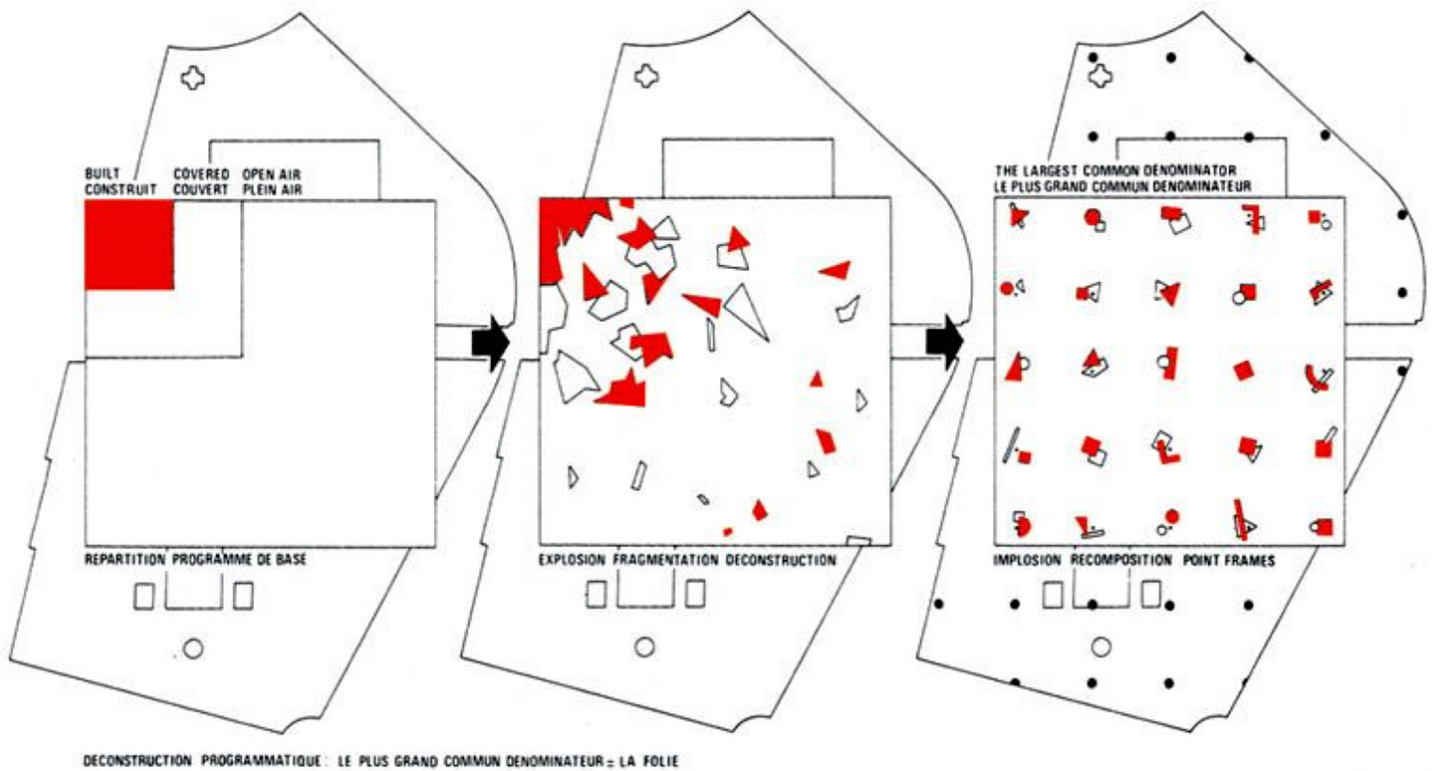 BUILT COVERED OPEN AIR
CONSTRUIT COUVERT PLEIN AIR
REPARTITION PROGRAMME DE BASE
EXPLOSION FRAGMENTATION DECONSTRUCTION
THE LARGEST COMMON DENOMINATOR
LE PLUS GRAND COMMUN DENOMINATEUR
IMPLOSION RECOMPOSITION POINT FRAMES
DECONSTRUCTION PROGRAMMATIQUE: LE PLUS GRAND COMMUN DENOMINATEUR = LA FOLIE